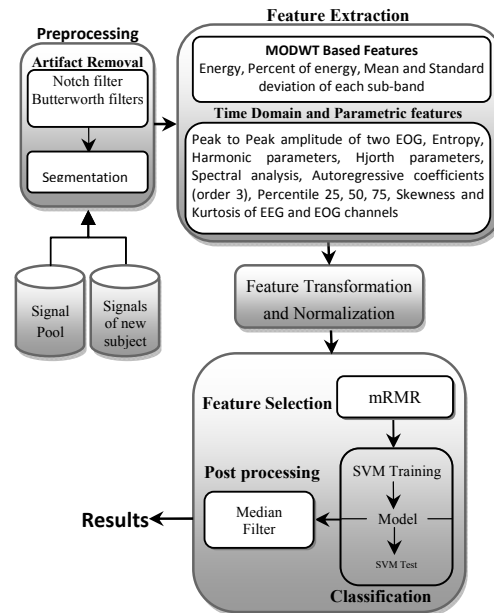 Preprocessing
Artifact Removal
Notch filter
Butterworth filters
Segmentation
Signal
Pool
Signals
of new
subject
Feature Extraction
MODWT Based Features
Energy, Percent of energy, Mean and Standard
deviation of each sub-band
Time Domain and Parametric features
Peak to Peak amplitude of two EOG, Entropy,
Harmonic parameters, Hjorth parameters,
Spectral analysis, Autoregressive coefficients
(order 3), Percentile 25, 50, 75, Skewness and
Kurtosis of EEG and EOG channels
Feature Transformation
and Normalization
Feature Selection
mRMR
SVM Training
Model
SVM Test
Classification
Post processing
Median
Filter
Results